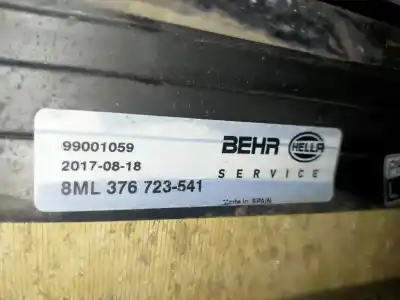 99001059
2017-08-18
8ML 376 723-541
BEHR HELLA
SERVICE
Made in SPAIN